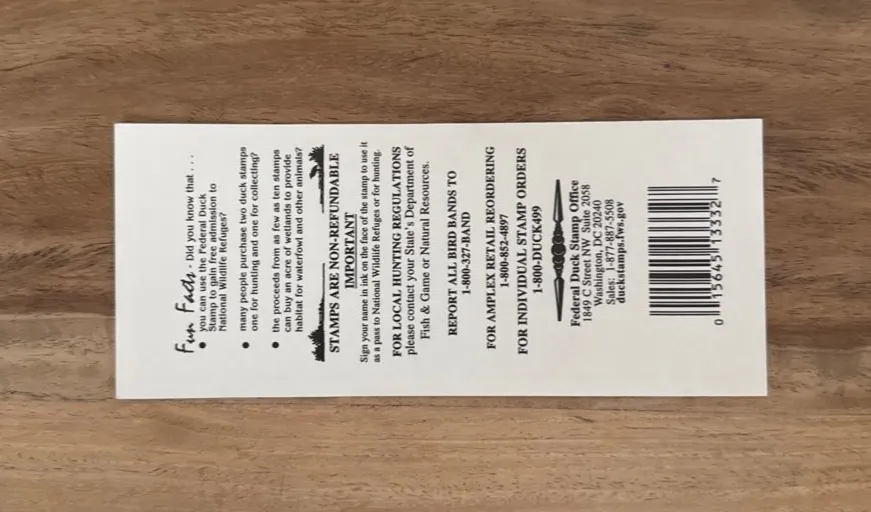 Fun Facts - Did you know that . . .
• you can use the Federal Duck
Stamp to gain free admission to
National Wildlife Refuges?
• many people purchase two duck stamps
one for hunting and one for collecting?
• the proceeds from as few as ten stamps
can buy an acre of wetlands to provide
habitat for waterfowl and other animals?
STAMPS ARE NON-REFUNDABLE
IMPORTANT
Sign your name in ink on the face of the stamp to use it
as a pass to National Wildlife Refuges or for hunting.
FOR LOCAL HUNTING REGULATIONS
please contact your State's Department of
Fish & Game or Natural Resources.
REPORT ALL BIRD BANDS TO
1-800-327-BAND
FOR AMPLEX RETAIL REORDERING
1-800-852-4897
FOR INDIVIDUAL STAMP ORDERS
1-800-DUCK499
Federal Duck Stamp Office
1849 C Street NW Suite 2058
Washington, DC 20240
Sales: 1-877-887-5508
duckstamps.fws.gov
0 15645 13332 7